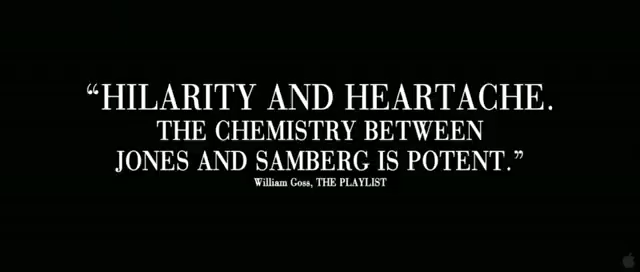 “HILARITY AND HEARTACHE.
THE CHEMISTRY BETWEEN
JONES AND SAMBERG IS POTENT.”
William Goss, THE PLAYLIST